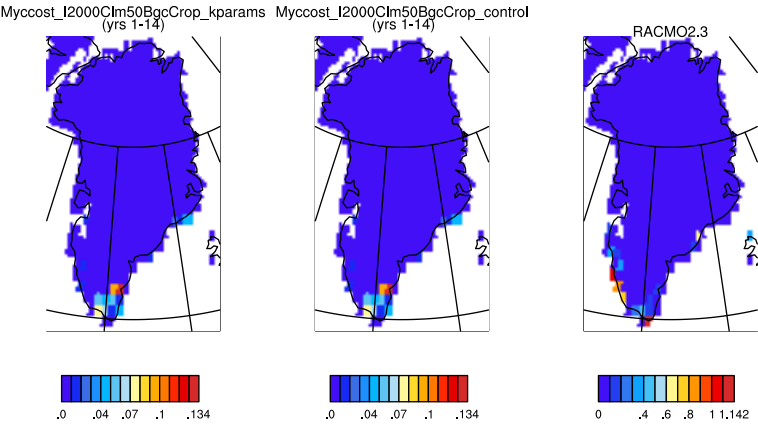 Myccost_I2000Clm50BgcCrop_kparams
(yrs 1-14)
Myccost_I2000Clm50BgcCrop_control
(yrs 1-14)
RACMO2.3
.0 .04 .07 .1 .134
.0 .04 .07 .1 .134
0 .4 .6 .8 1 1.142